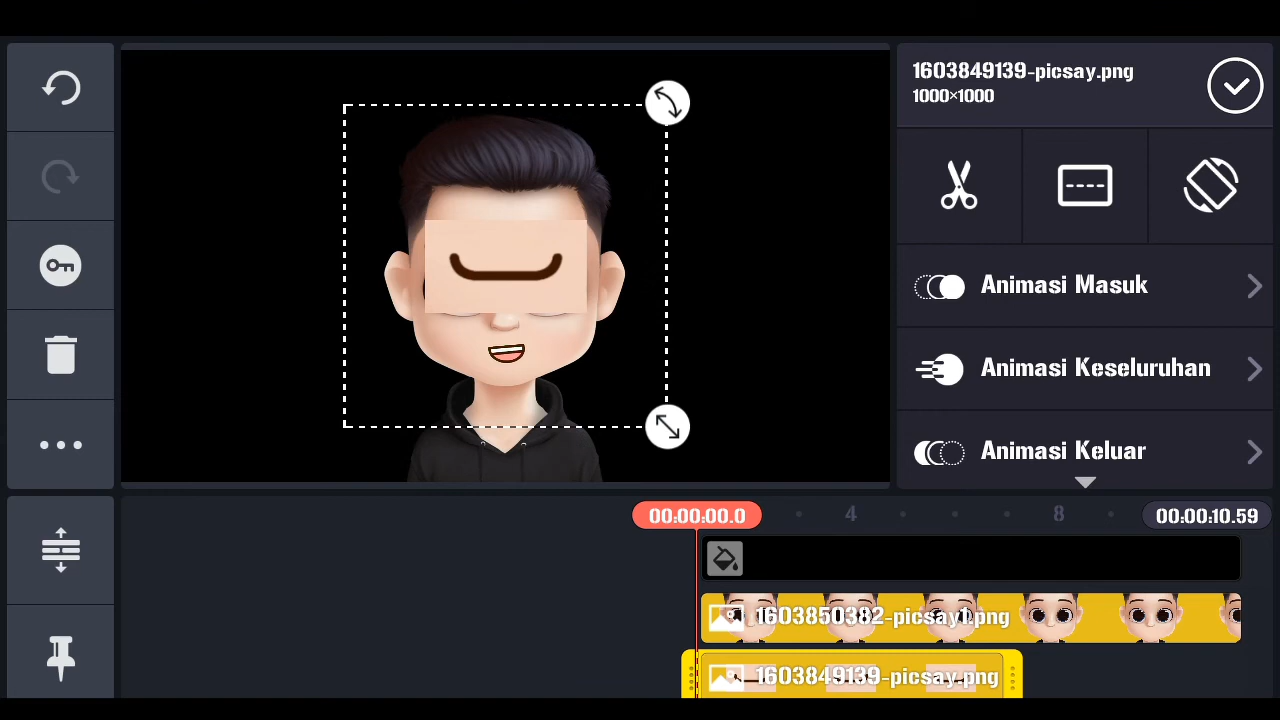 1603849139-picsay.png
1000×1000
Animasi Masuk
Animasi Keseluruhan
Animasi Keluar
00:00:00.0
4
8
00:00:10.59
1603850382-picsay1.png
1603849139-picsay.png